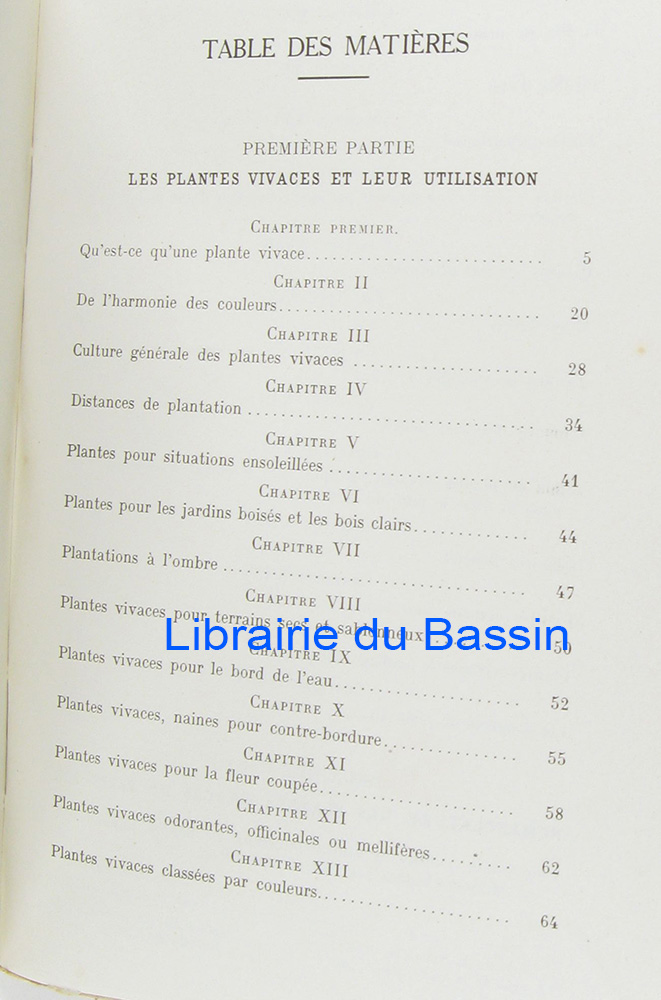 TABLE DES MATIÈRES
PREMIÈRE PARTIE
LES PLANTES VIVACES ET LEUR UTILISATION
CHAPITRE PREMIER.
Qu'est-ce qu'une plante vivace 5
CHAPITRE II
De l'harmonie des couleurs 20
CHAPITRE III
Culture générale des plantes vivaces 28
CHAPITRE IV
Distances de plantation 34
CHAPITRE V
Plantes pour situations ensoleillées 41
CHAPITRE VI
Plantes pour les jardins boisés et les bois clairs 44
CHAPITRE VII
Plantations à l'ombre 47
CHAPITRE VIII
Plantes vivaces pour terrains secs et sablonneux 50
Librairie du Bassin
CHAPITRE IX
Plantes vivaces pour le bord de l'eau 52
CHAPITRE X
Plantes vivaces, naines pour contre-bordure 55
CHAPITRE XI
Plantes vivaces pour la fleur coupée 58
CHAPITRE XII
Plantes vivaces odorantes, officinales ou mellifères 62
CHAPITRE XIII
Plantes vivaces classées par couleurs 64